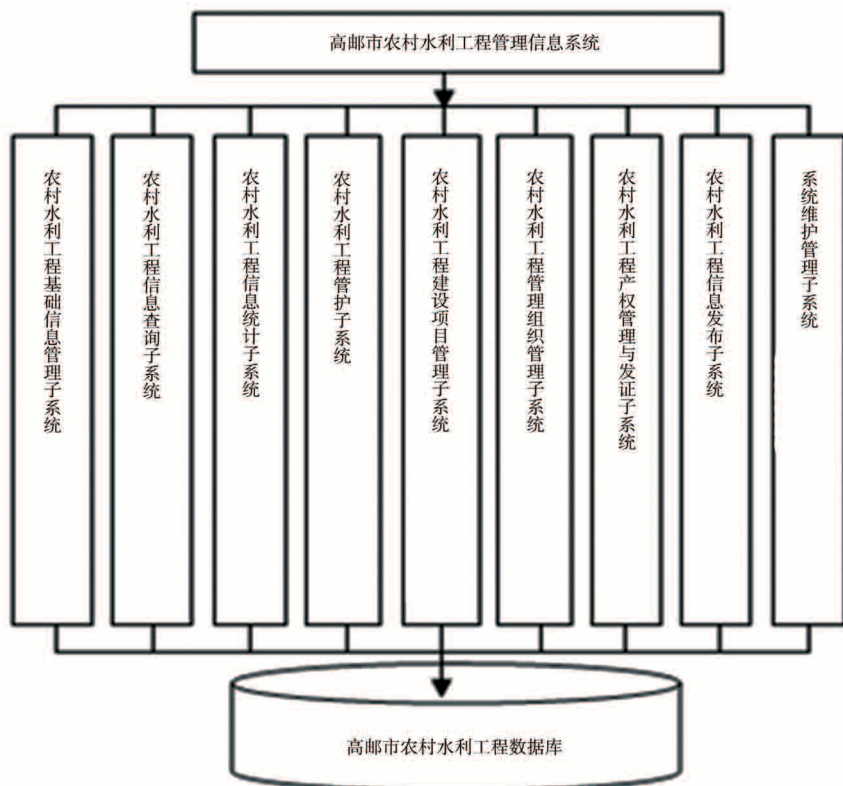 高邮市农村水利工程管理信息系统
农村水利工程基础信息管理子系统
农村水利工程信息查询子系统
农村水利工程信息统计子系统
农村水利工程管护子系统
农村水利工程建设项目管理子系统
农村水利工程管理组织管理子系统
农村水利工程产权管理与发证子系统
农村水利工程信息发布子系统
系统维护管理子系统
高邮市农村水利工程数据库